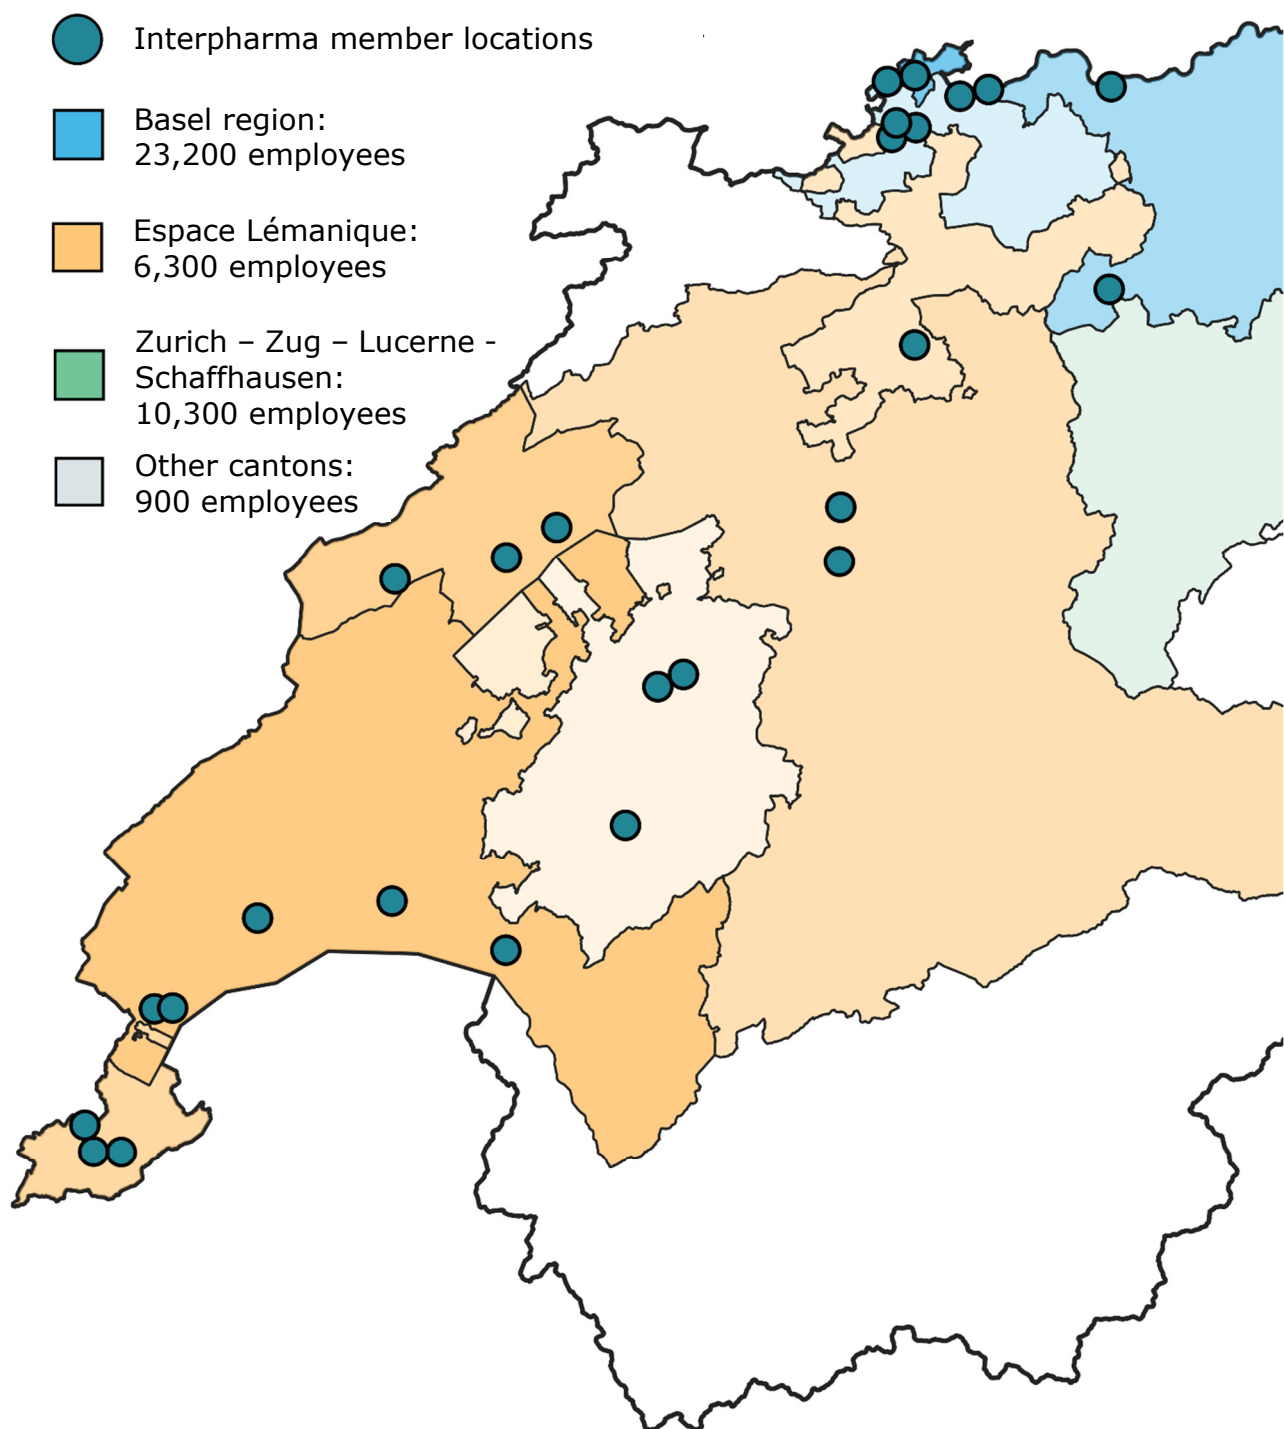 Interpharma member locations
Basel region:
23,200 employees
Espace Lémanique:
6,300 employees
Zurich – Zug – Lucerne -
Schaffhausen:
10,300 employees
Other cantons:
900 employees